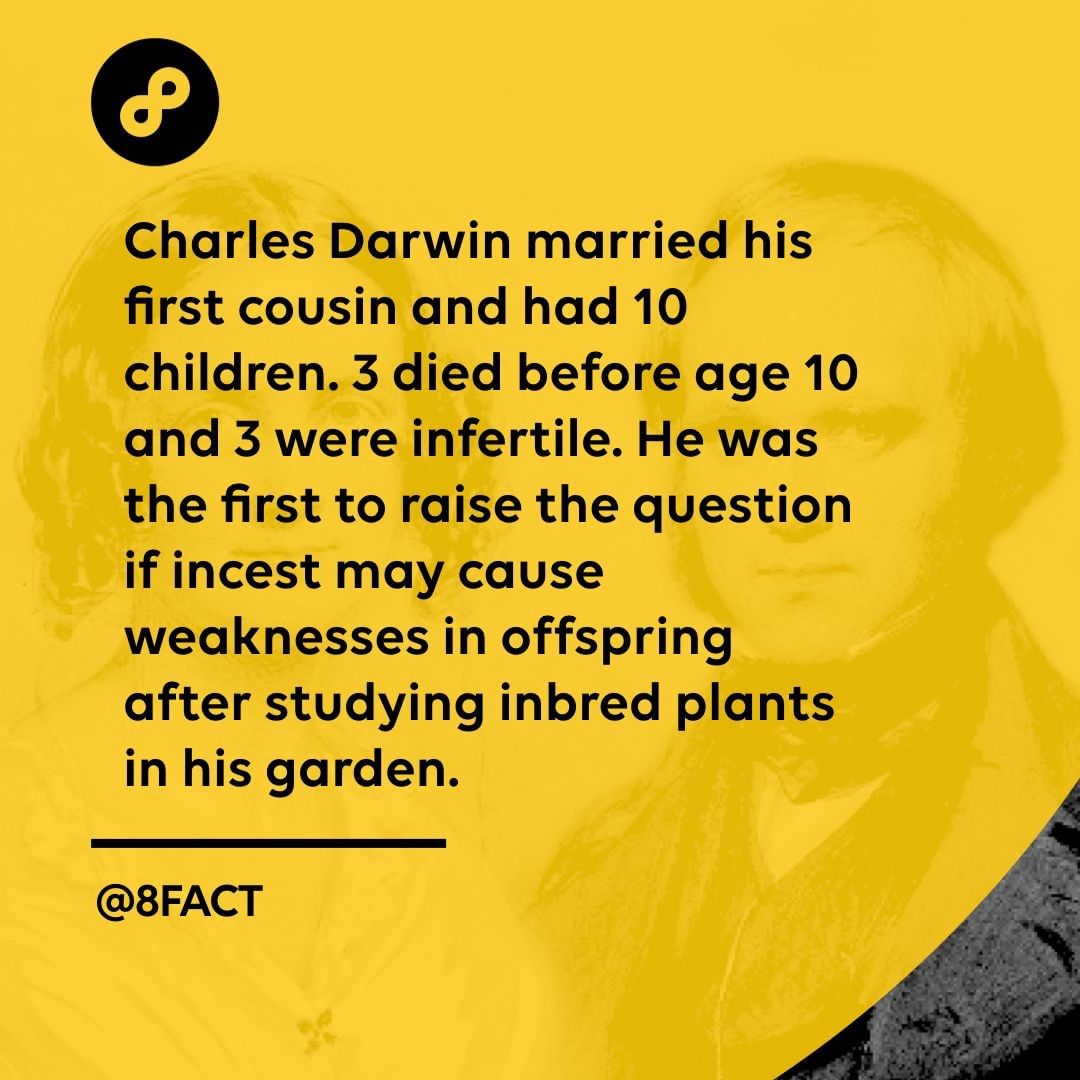 Charles Darwin married his
first cousin and had 10
children. 3 died before age 10
and 3 were infertile. He was
the first to raise the question
if incest may cause
weaknesses in offspring
after studying inbred plants
in his garden.
@8FACT